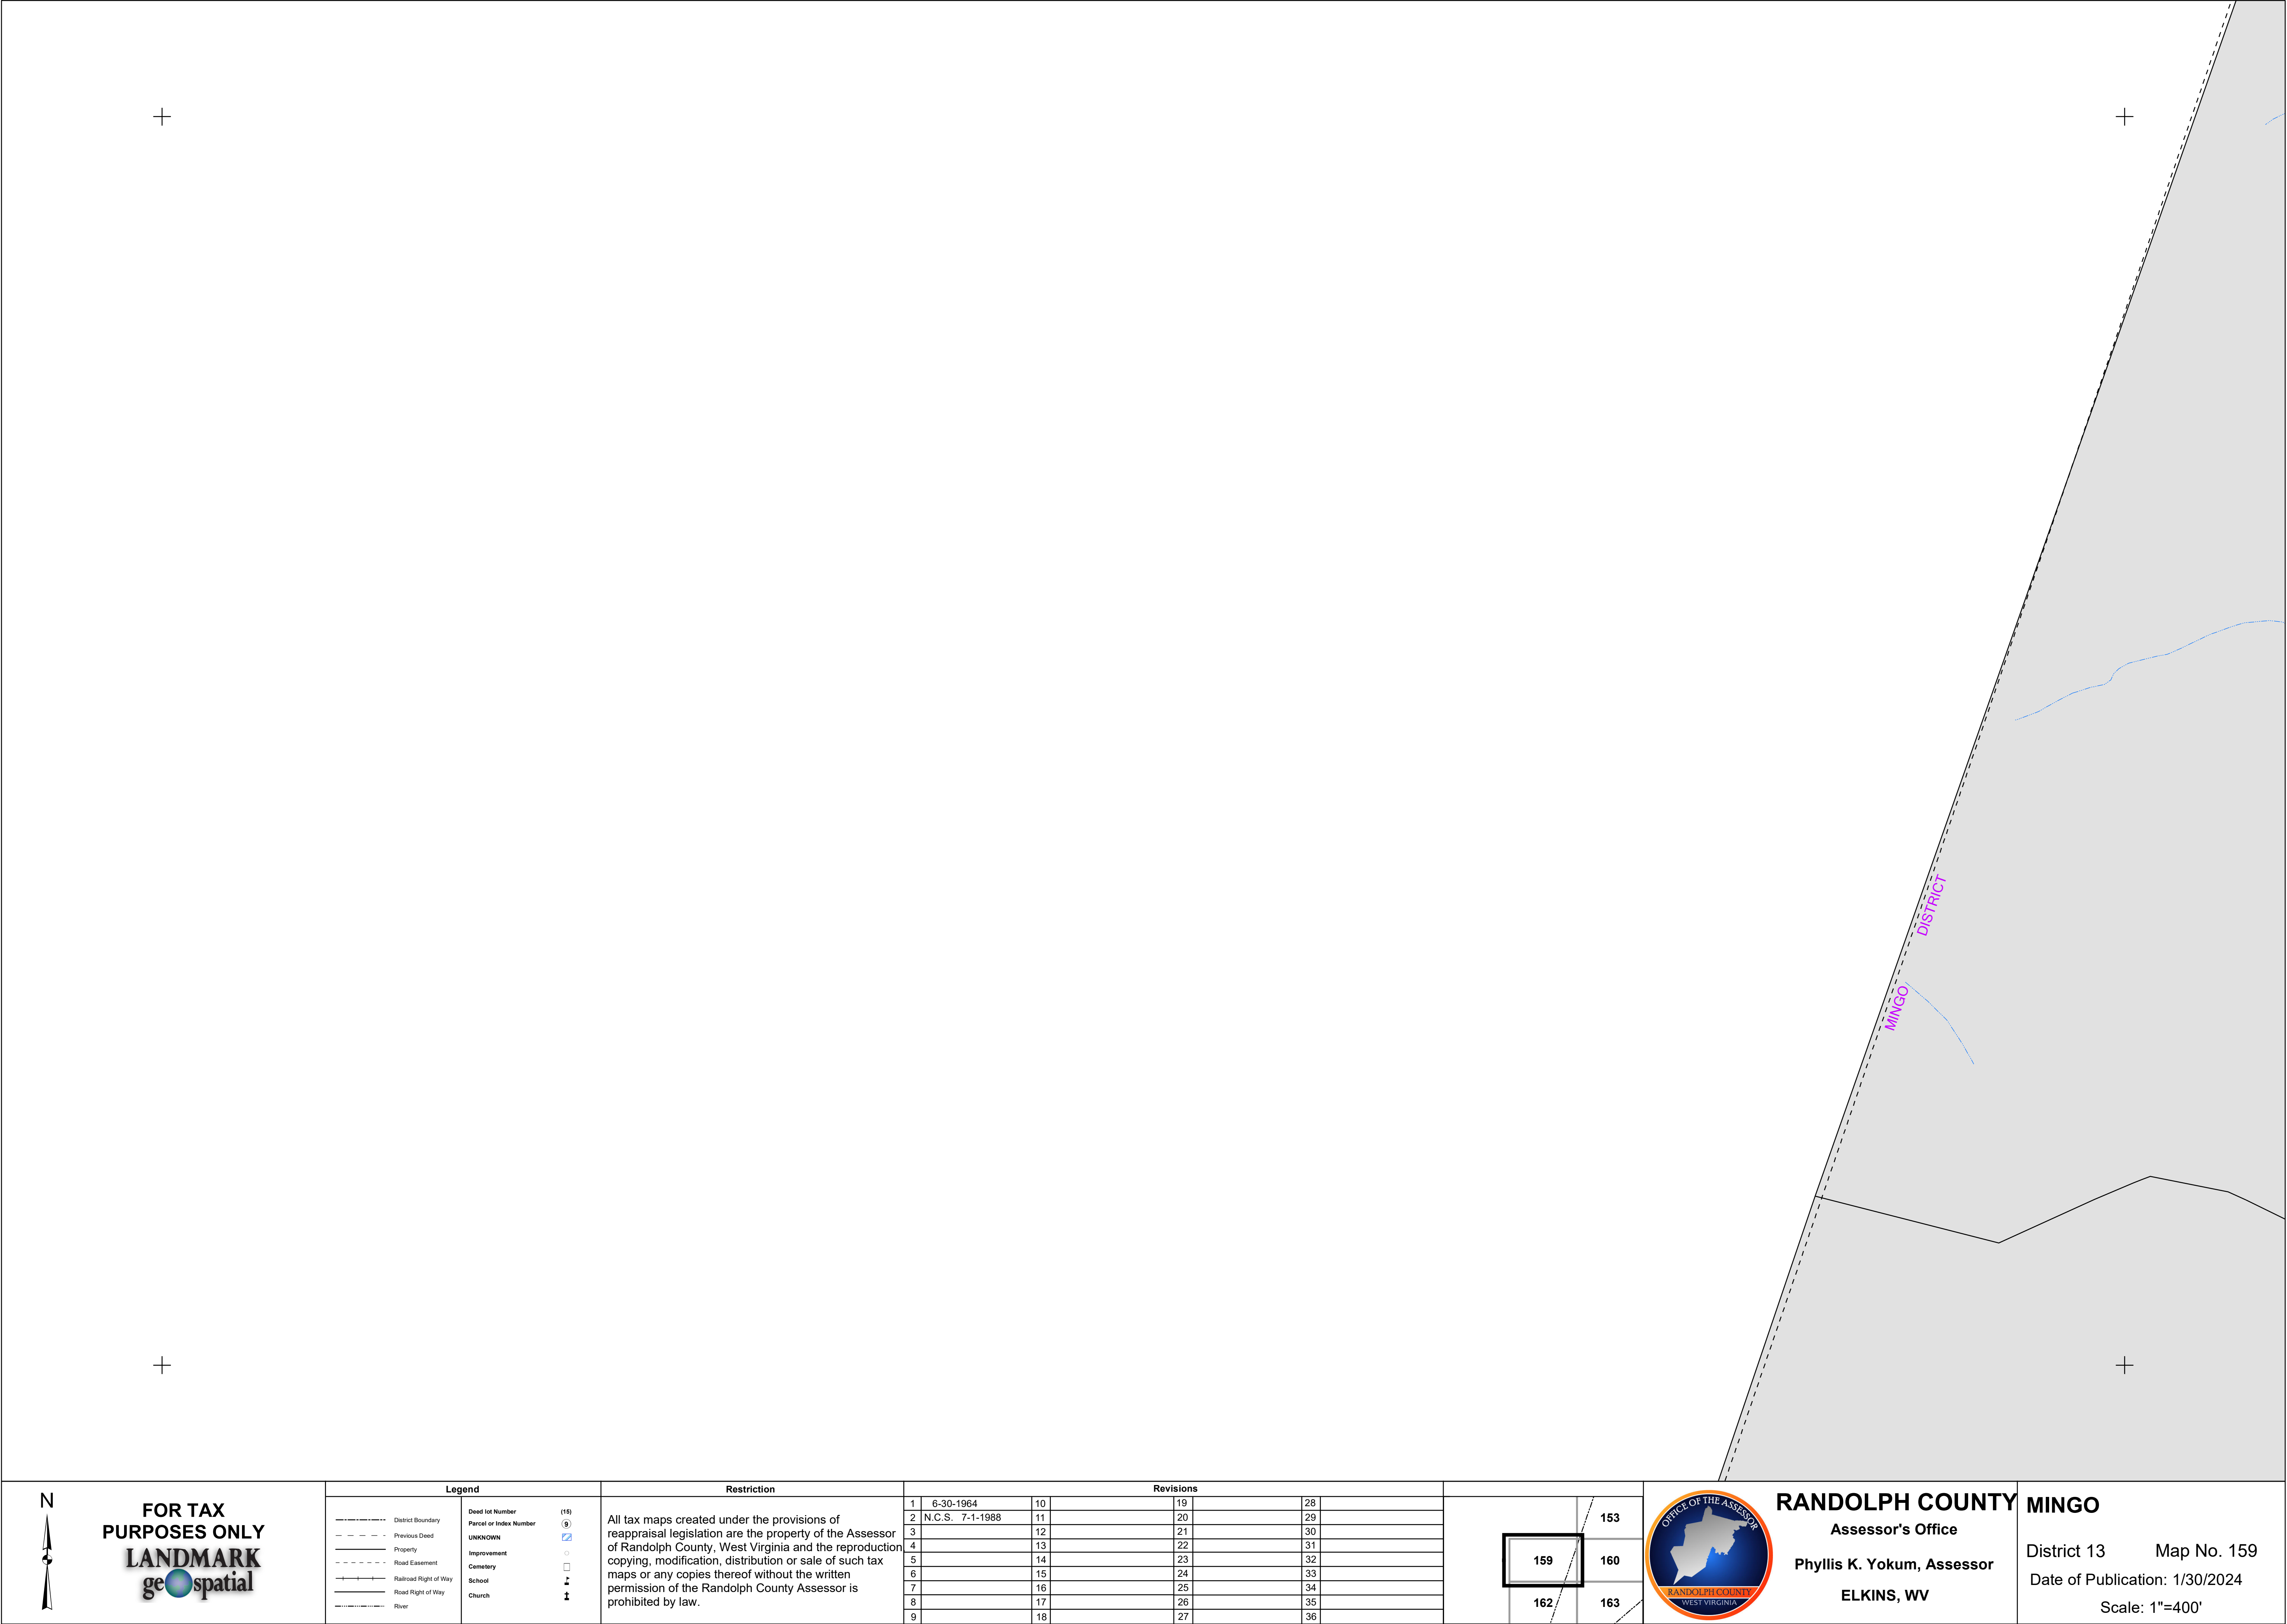 DISTRICT
MINGO
N
FOR TAX
PURPOSES ONLY
LANDMARK
geospatial
Legend
District Boundary
Previous Deed
Property
Road Easement
Railroad Right of Way
Road Right of Way
River
Deed lot Number (15)
Parcel or Index Number 9
UNKNOWN
Improvement
Cemetery
School
Church
Restriction
All tax maps created under the provisions of
reappraisal legislation are the property of the Assessor
of Randolph County, West Virginia and the reproduction
copying, modification, distribution or sale of such tax
maps or any copies thereof without the written
permission of the Randolph County Assessor is
prohibited by law.
Revisions
1 6-30-1964 10 19 28
2 N.C.S. 7-1-1988 11 20 29
3 12 21 30
4 13 22 31
5 14 23 32
6 15 24 33
7 16 25 34
8 17 26 35
9 18 27 36
153
159 160
162 163
OFFICE OF THE ASSESSOR
RANDOLPH COUNTY
WEST VIRGINIA
RANDOLPH COUNTY
Assessor's Office
Phyllis K. Yokum, Assessor
ELKINS, WV
MINGO
District 13 Map No. 159
Date of Publication: 1/30/2024
Scale: 1"=400'